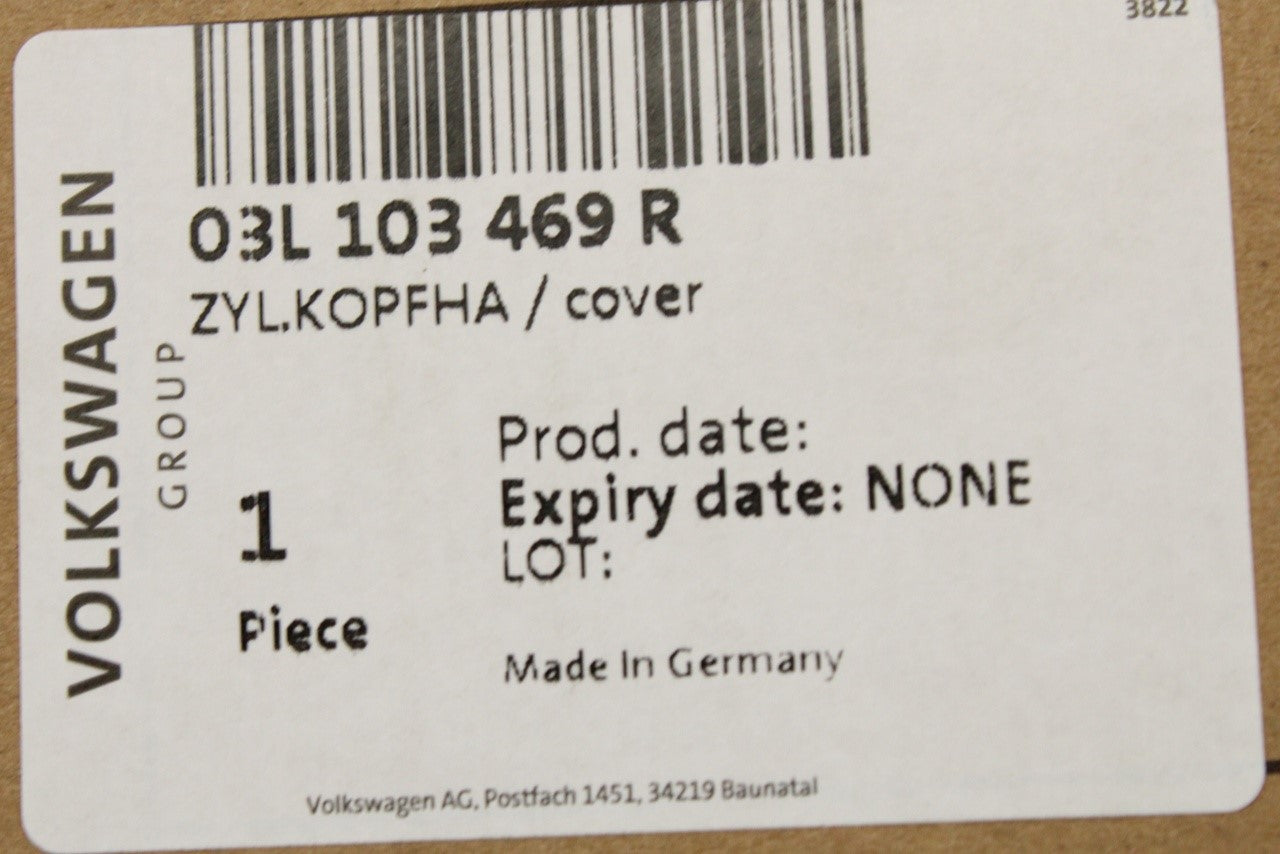 3822
03L 103 469 R
ZYL.KOPFHA / cover
VOLKSWAGEN
GROUP
Prod. date:
Expiry date: NONE
LOT:
1
Piece
Made In Germany
Volkswagen AG, Postfach 1451, 34219 Baunatal